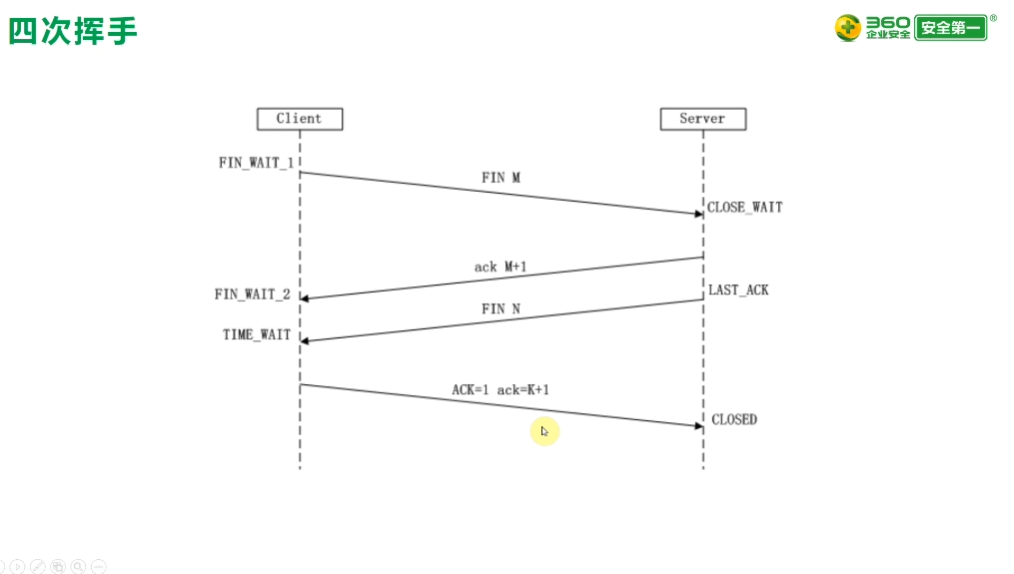 四次挥手
360
企业安全
安全第一®
Client
Server
FIN_WAIT_1
FIN M
CLOSE_WAIT
ack M+1
FIN_WAIT_2
LAST_ACK
FIN N
TIME_WAIT
ACK=1 ack=K+1
CLOSED